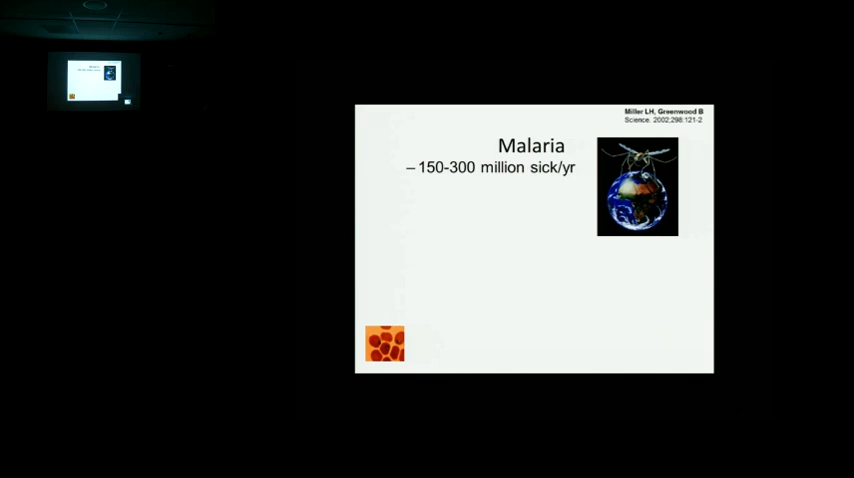 Miller LH, Greenwood B
Science. 2002;298:121-2
Malaria
– 150-300 million sick/yr